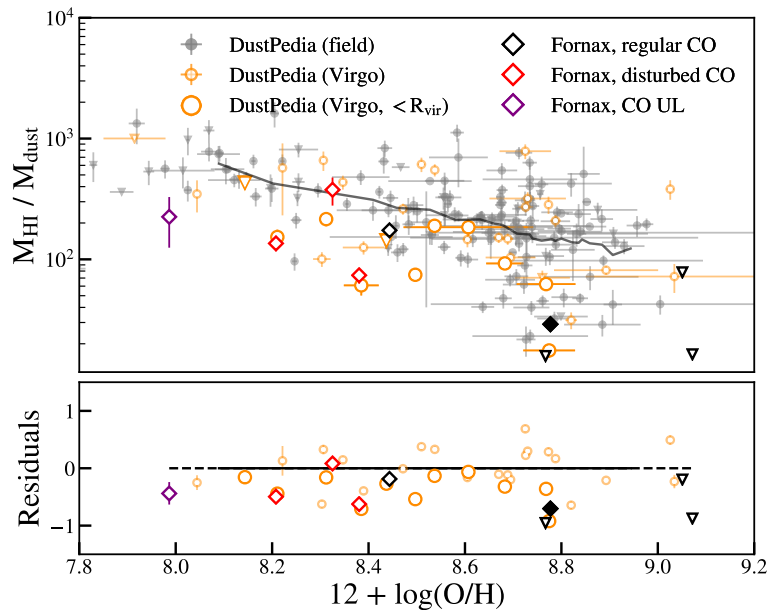 10^4
10^3
10^2
M_HI / M_dust
DustPedia (field)
DustPedia (Virgo)
DustPedia (Virgo, < R_vir)
Fornax, regular CO
Fornax, disturbed CO
Fornax, CO UL
1
0
−1
Residuals
7.8 8.0 8.2 8.4 8.6 8.8 9.0 9.2
12 + log(O/H)